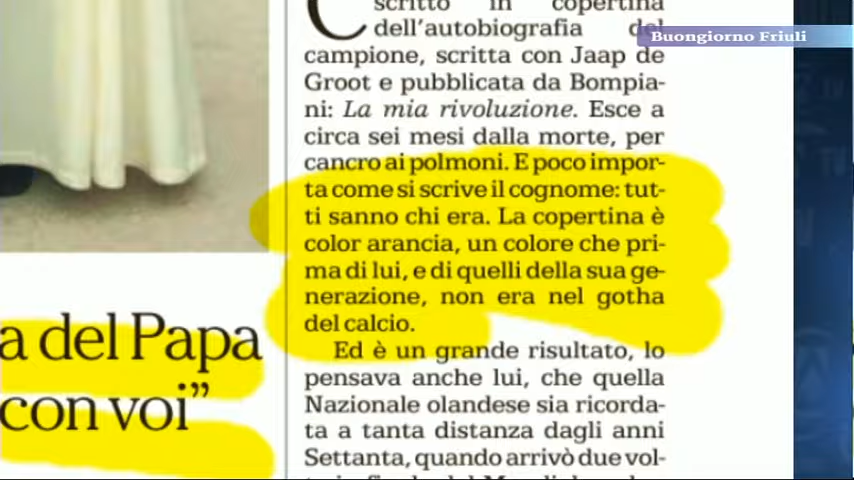 Buongiorno Friuli
scritto in copertina
C dell'autobiografia del
campione, scritta con Jaap de
Groot e pubblicata da Bompia-
ni: La mia rivoluzione. Esce a
circa sei mesi dalla morte, per
cancro ai polmoni. E poco impor-
ta come si scrive il cognome: tut-
ti sanno chi era. La copertina è
color arancia, un colore che pri-
ma di lui, e di quelli della sua ge-
nerazione, non era nel gotha
del calcio.
Ed è un grande risultato, lo
pensava anche lui, che quella
Nazionale olandese sia ricorda-
ta a tanta distanza dagli anni
Settanta, quando arrivò due vol-
a del Papa
con voi”